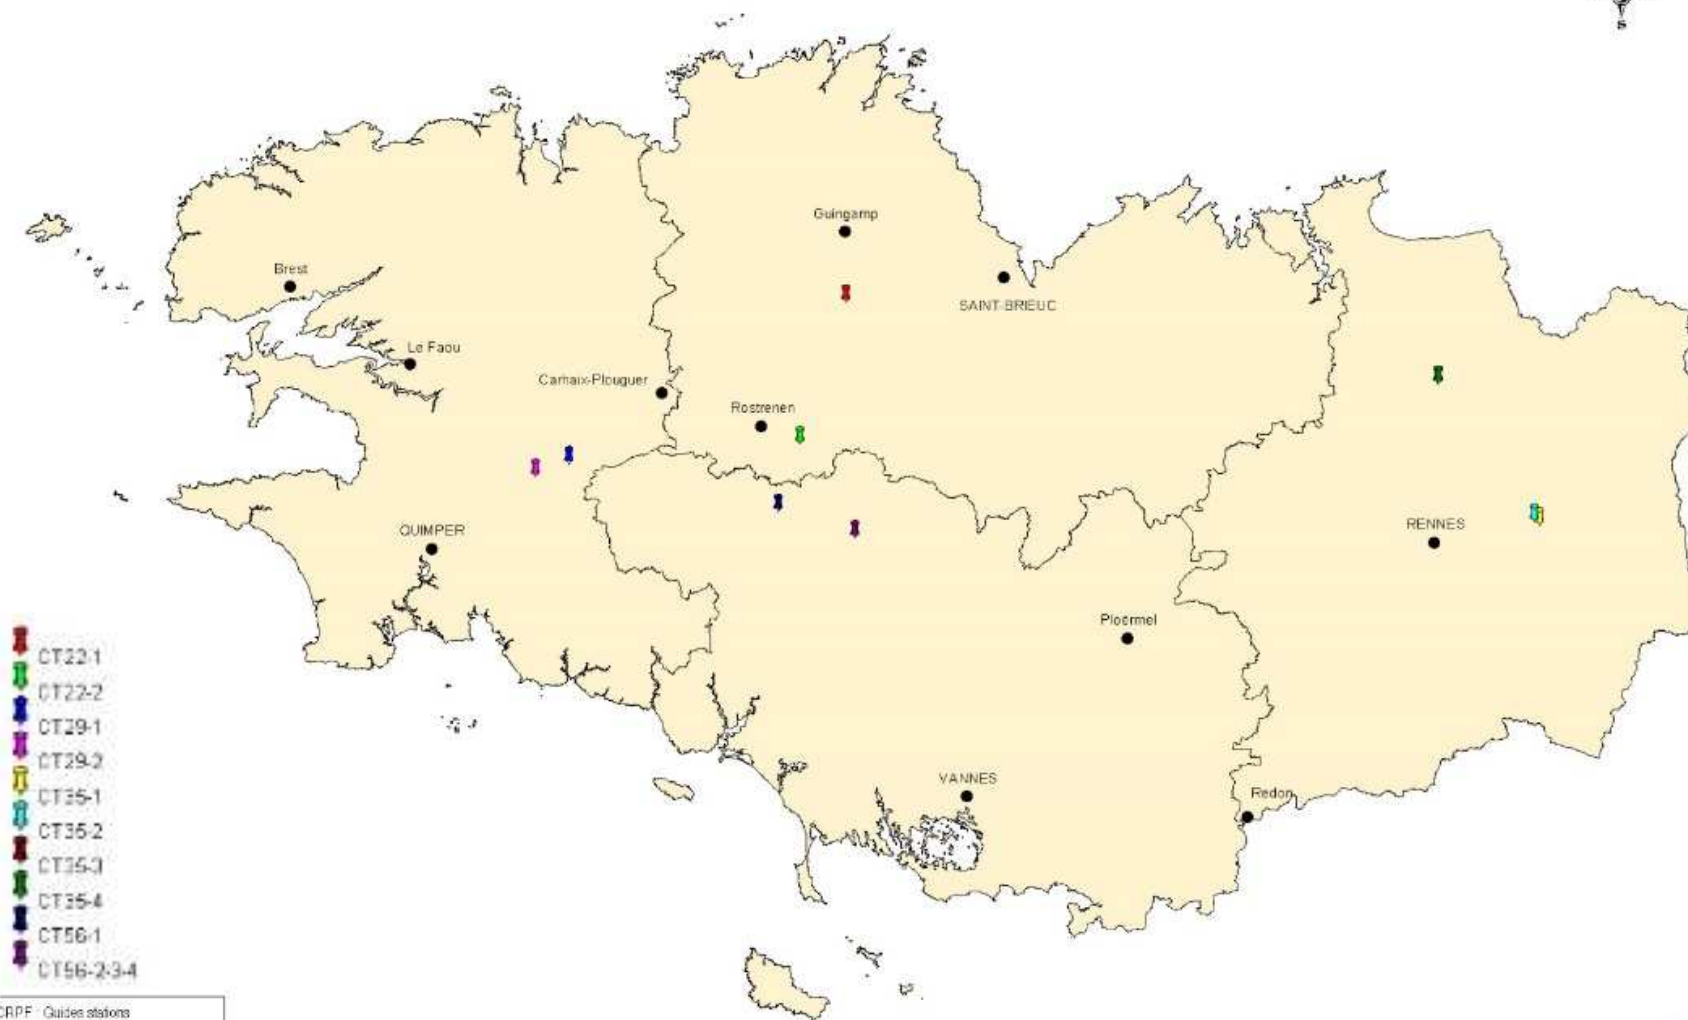 S
Guingamp
Brest
SAINT-BRIEUC
Le Faou
Carhaix-Plouguer
Rostrenen
QUIMPER
RENNES
Ploërmel
VANNES
Redon
CT22-1
CT22-2
CT29-1
CT29-2
CT35-1
CT35-2
CT35-3
CT35-4
CT56-1
CT56-2-3-4
CRPF : Guides stations